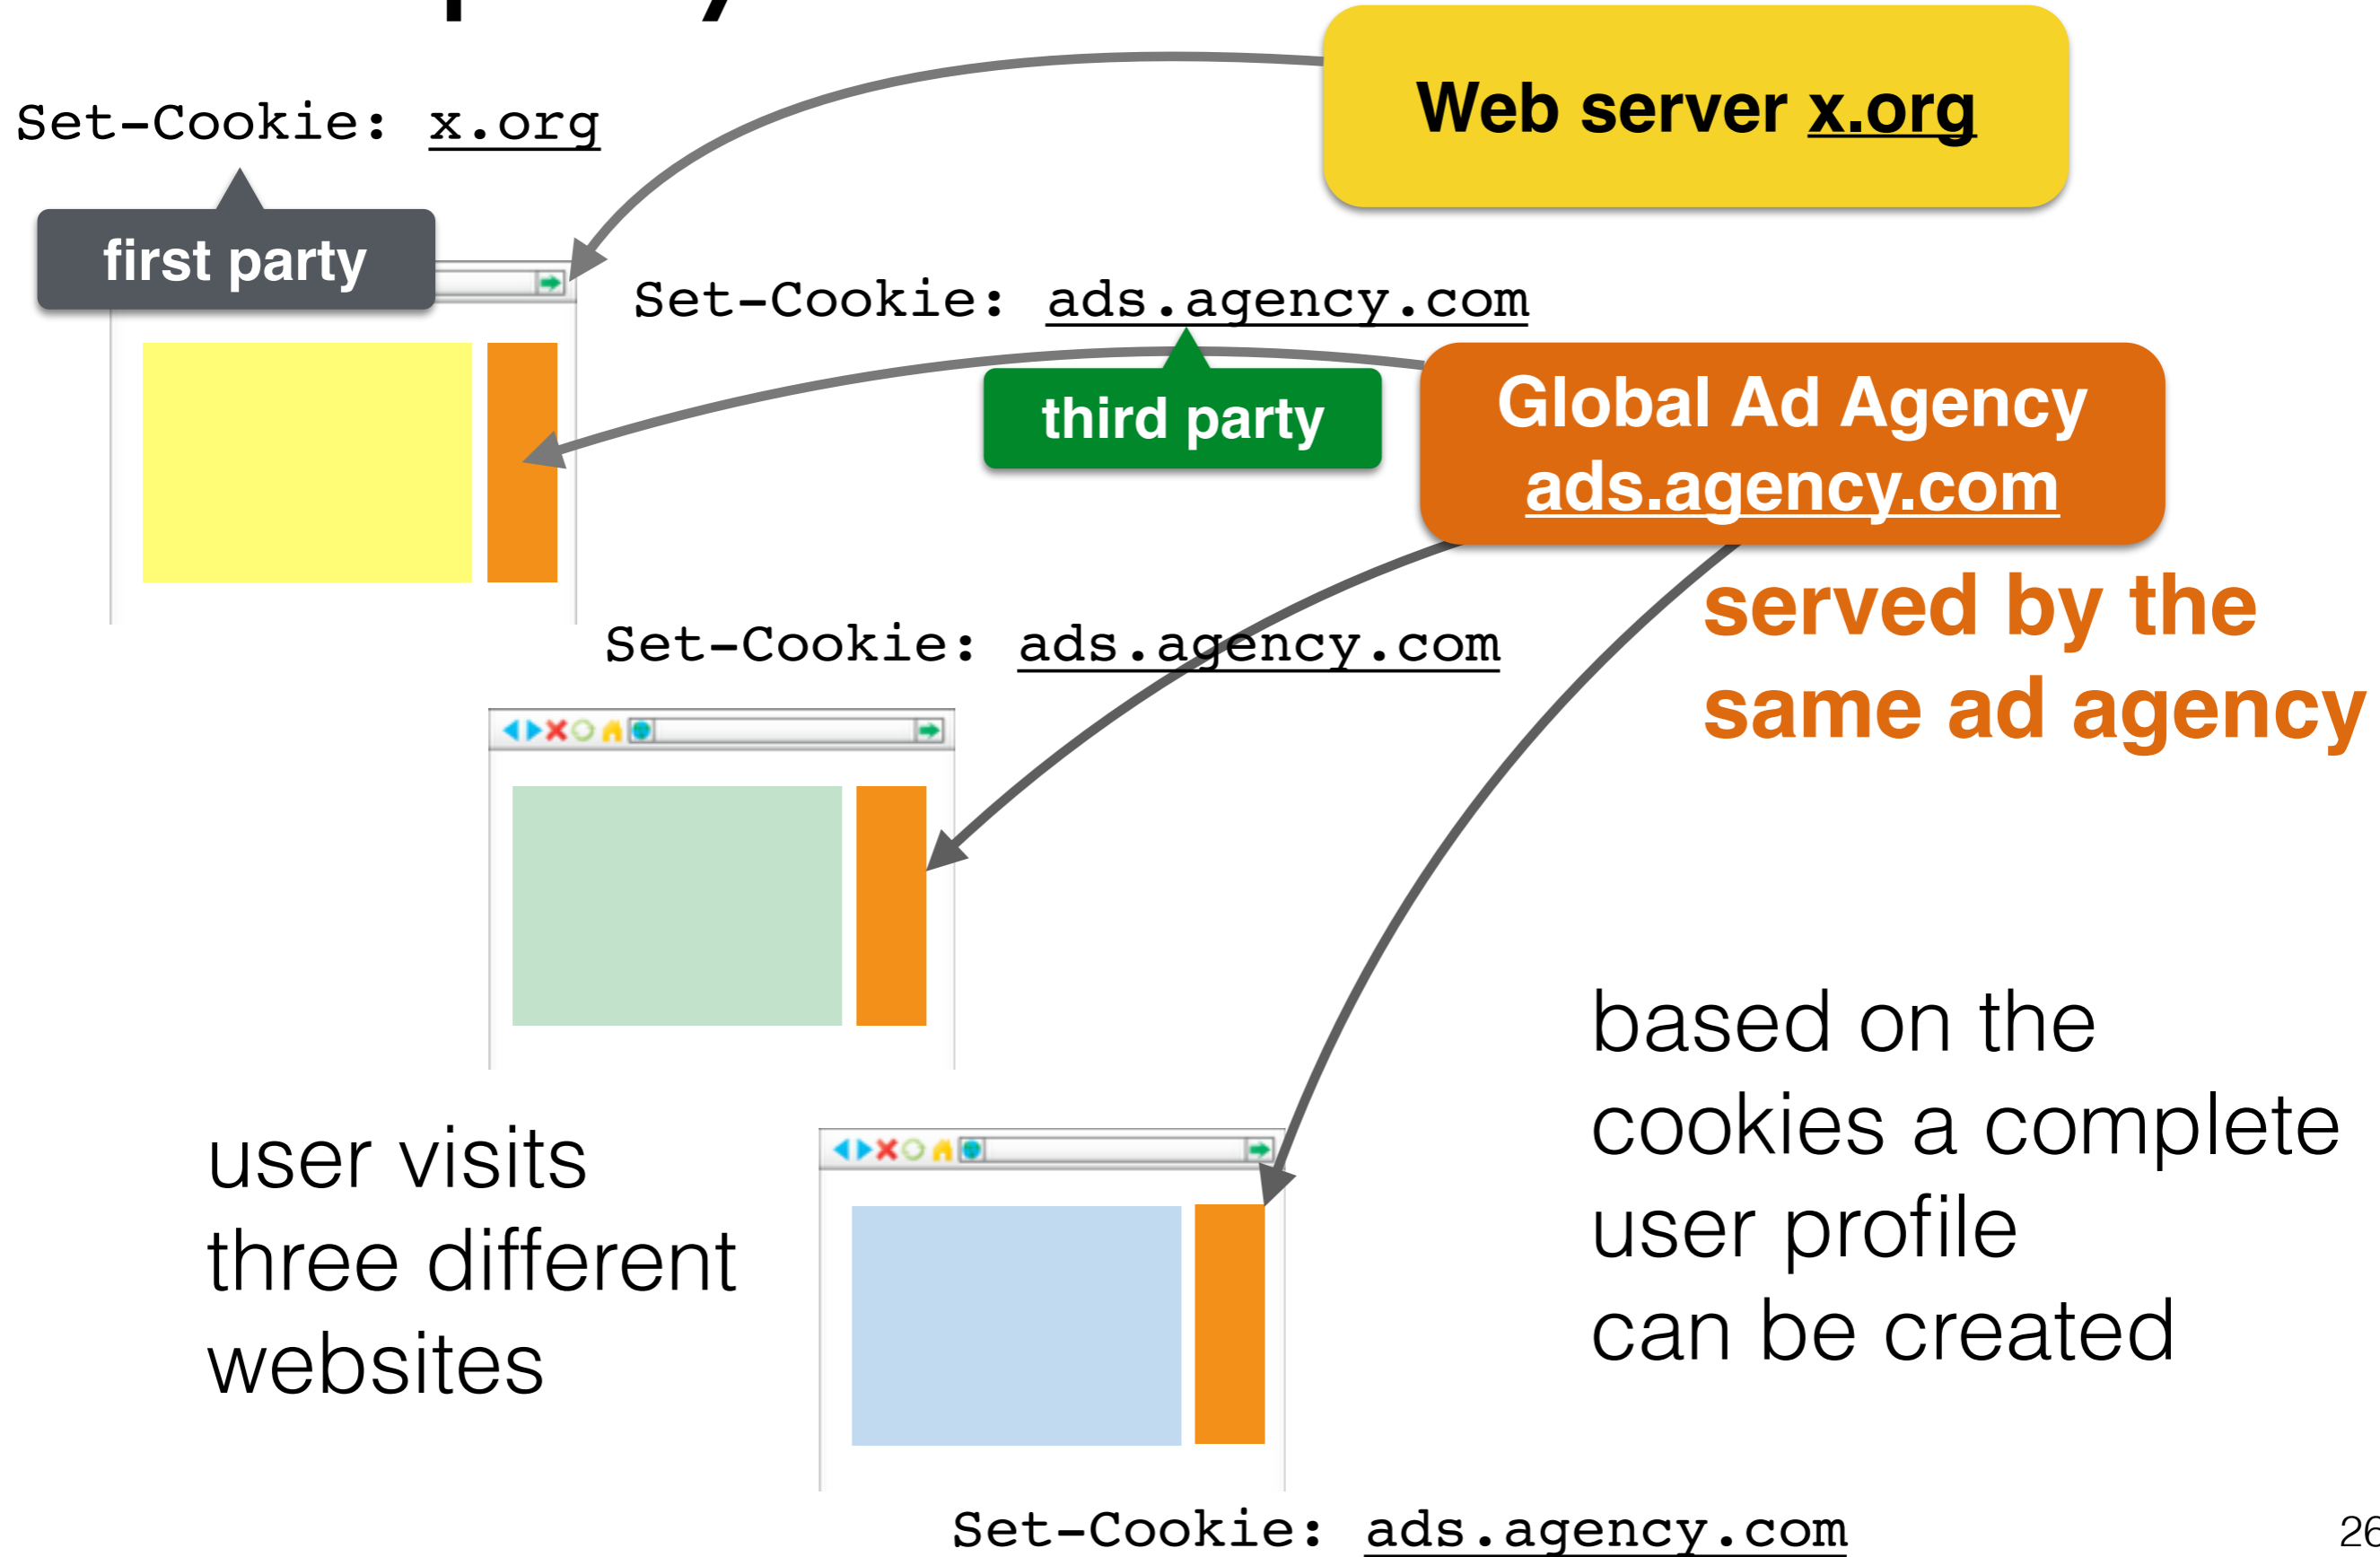 Web server x.org
Set-Cookie: x.org
first party
Set-Cookie: ads.agency.com
third party
Global Ad Agency
ads.agency.com
served by the
same ad agency
Set-Cookie: ads.agency.com
based on the
cookies a complete
user profile
can be created
user visits
three different
websites
Set-Cookie: ads.agency.com
26